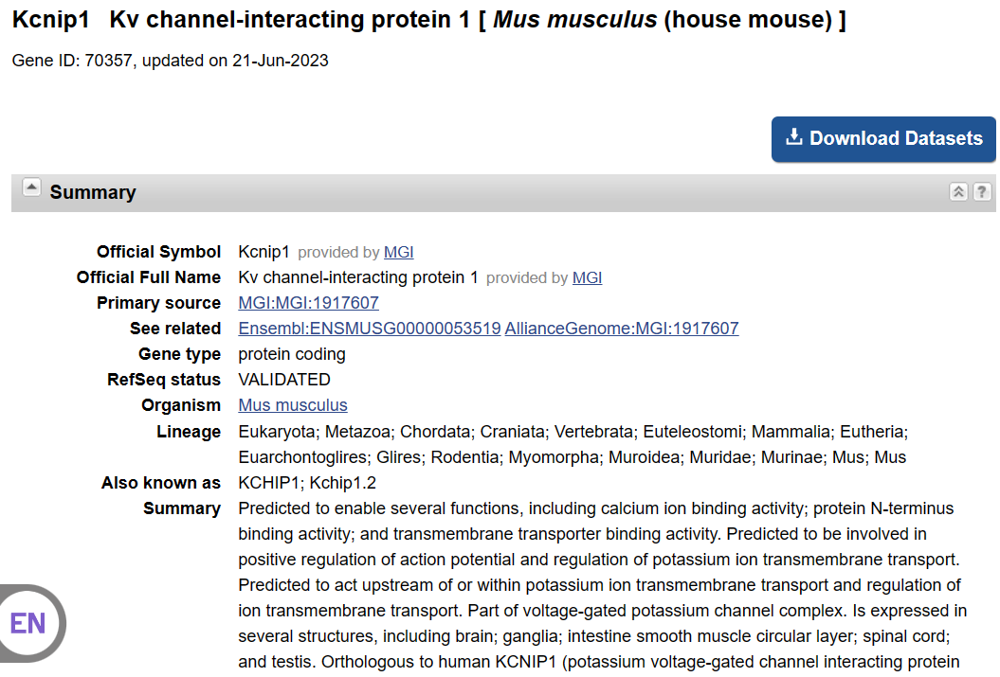 Kcnip1 Kv channel-interacting protein 1 [ Mus musculus (house mouse) ]
Gene ID: 70357, updated on 21-Jun-2023
Download Datasets
Summary
?
Official Symbol Kcnip1 provided by MGI
Official Full Name Kv channel-interacting protein 1 provided by MGI
Primary source MGI:MGI:1917607
See related Ensembl:ENSMUSG00000053519 AllianceGenome:MGI:1917607
Gene type protein coding
RefSeq status VALIDATED
Organism Mus musculus
Lineage Eukaryota; Metazoa; Chordata; Craniata; Vertebrata; Euteleostomi; Mammalia; Eutheria;
Euarchontoglires; Glires; Rodentia; Myomorpha; Muroidea; Muridae; Murinae; Mus; Mus
Also known as KCHIP1; Kchip1.2
Summary Predicted to enable several functions, including calcium ion binding activity; protein N-terminus
binding activity; and transmembrane transporter binding activity. Predicted to be involved in
positive regulation of action potential and regulation of potassium ion transmembrane transport.
Predicted to act upstream of or within potassium ion transmembrane transport and regulation of
ion transmembrane transport. Part of voltage-gated potassium channel complex. Is expressed in
several structures, including brain; ganglia; intestine smooth muscle circular layer; spinal cord;
and testis. Orthologous to human KCNIP1 (potassium voltage-gated channel interacting protein
EN